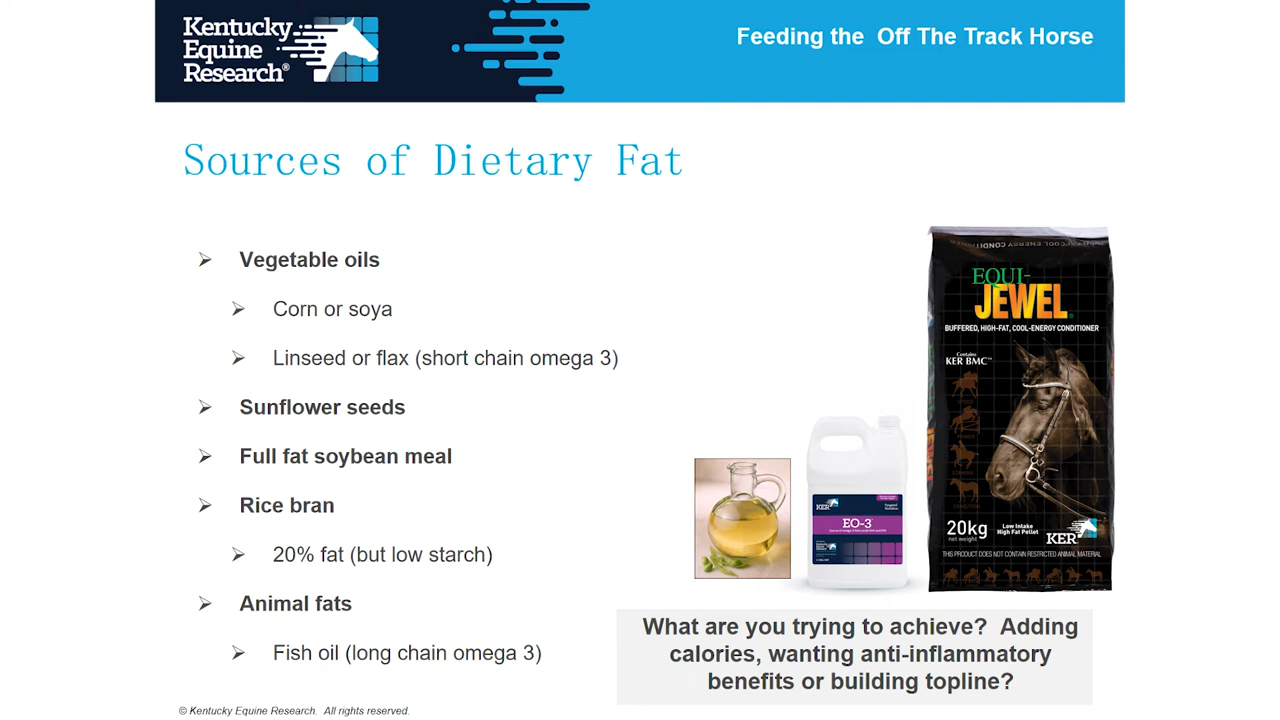 Kentucky
Equine
Research®
Feeding the Off The Track Horse
Sources of Dietary Fat
Vegetable oils
Corn or soya
Linseed or flax (short chain omega 3)
Sunflower seeds
Full fat soybean meal
Rice bran
20% fat (but low starch)
Animal fats
Fish oil (long chain omega 3)
KER
EO-3
EQUI-
JEWEL®
BUFFERED, HIGH-FAT, COOL-ENERGY CONDITIONER
Contains
KER BMC™
20kg
net weight
Low Intake
High Fat Pellet
KER
THIS PRODUCT DOES NOT CONTAIN RESTRICTED ANIMAL MATERIAL
What are you trying to achieve? Adding
calories, wanting anti-inflammatory
benefits or building topline?
© Kentucky Equine Research. All rights reserved.